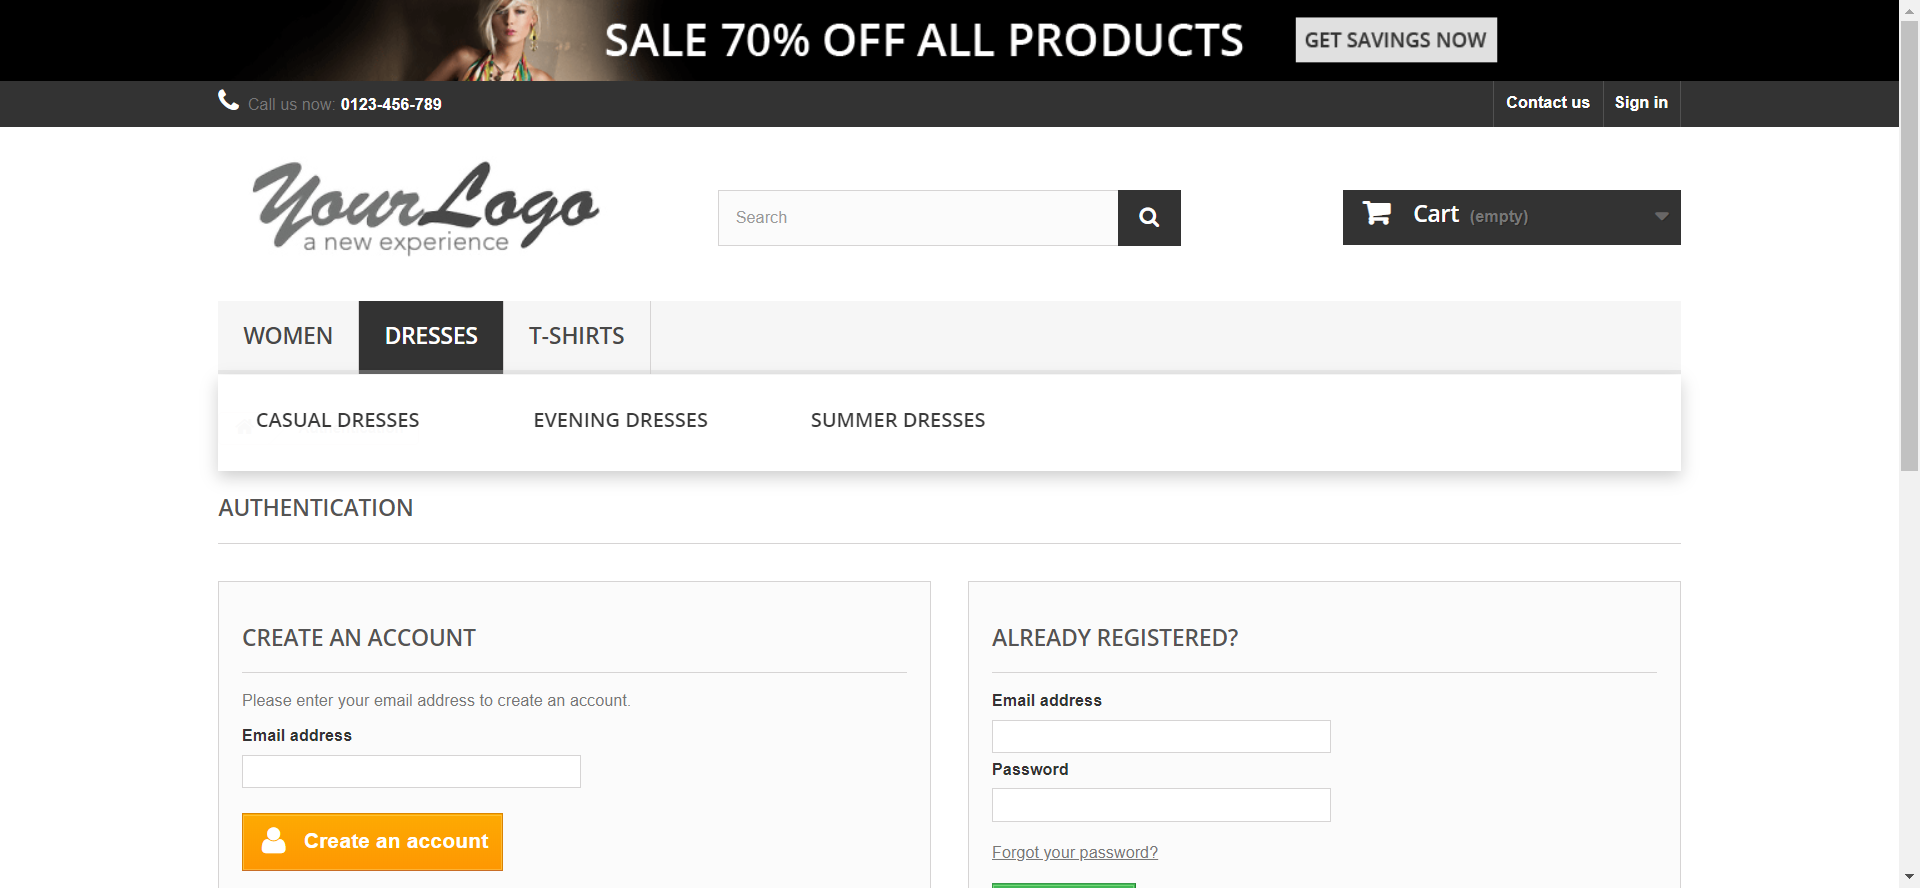 SALE 70% OFF ALL PRODUCTS GET SAVINGS NOW
Call us now: 0123-456-789 Contact us Sign in
YourLogo
a new experience
Search
Cart (empty)
WOMEN DRESSES T-SHIRTS
CASUAL DRESSES EVENING DRESSES SUMMER DRESSES
AUTHENTICATION
CREATE AN ACCOUNT
Please enter your email address to create an account.
Email address
Create an account
ALREADY REGISTERED?
Email address
Password
Forgot your password?